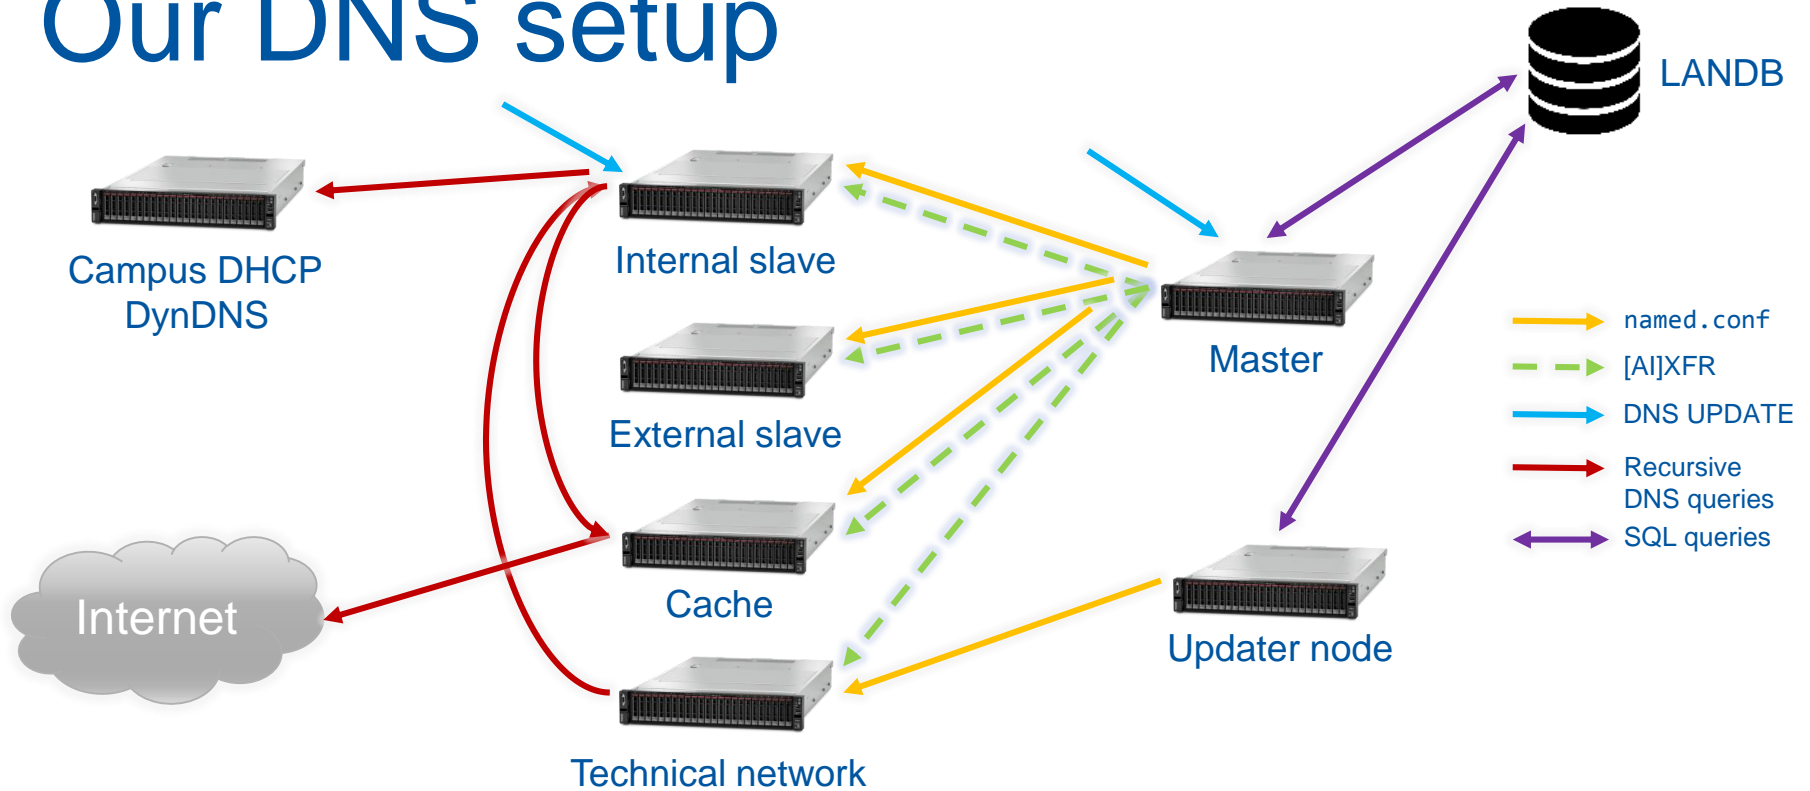 Our DNS setup
LANDB
Campus DHCP
DynDNS
Internal slave
External slave
Master
named.conf
[AI]XFR
DNS UPDATE
Recursive
DNS queries
SQL queries
Internet
Cache
Updater node
Technical network